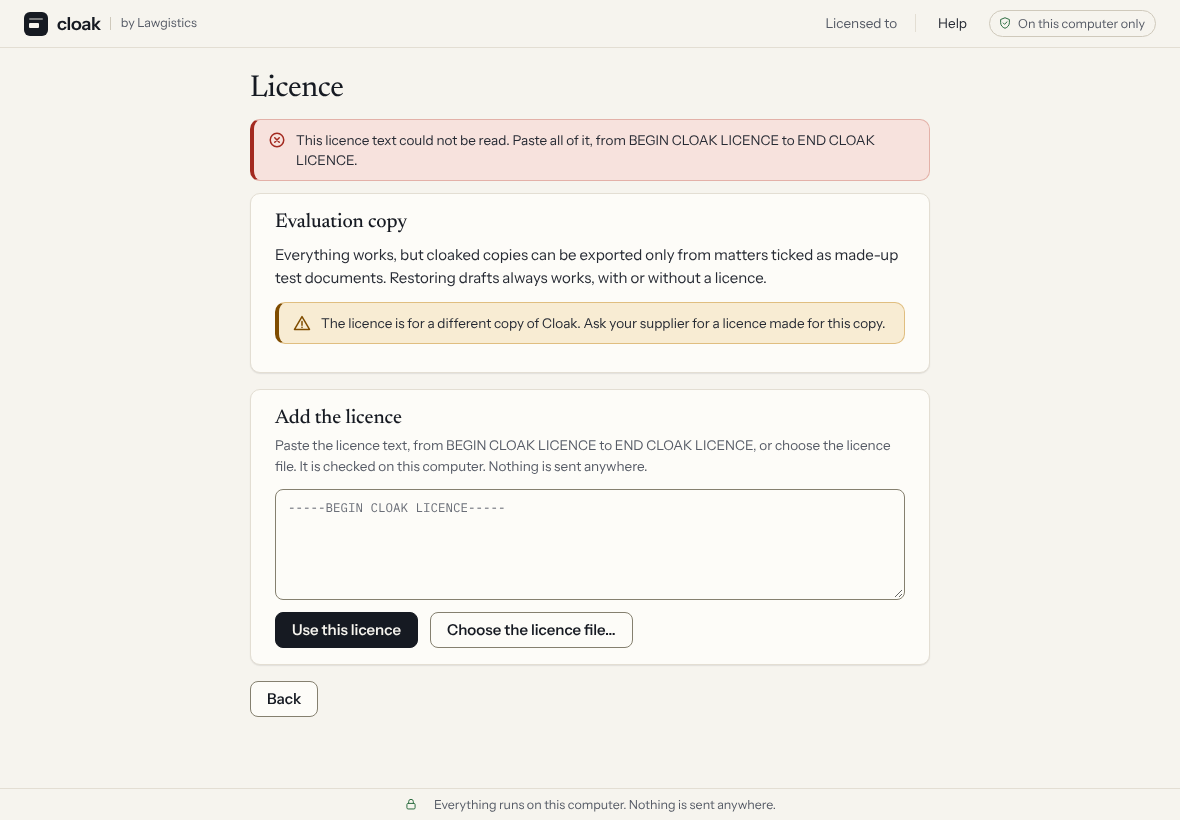 cloak
by Lawgistics
Licensed to
Help
On this computer only
Licence
This licence text could not be read. Paste all of it, from BEGIN CLOAK LICENCE to END CLOAK
LICENCE.
Evaluation copy
Everything works, but cloaked copies can be exported only from matters ticked as made-up
test documents. Restoring drafts always works, with or without a licence.
The licence is for a different copy of Cloak. Ask your supplier for a licence made for this copy.
Add the licence
Paste the licence text, from BEGIN CLOAK LICENCE to END CLOAK LICENCE, or choose the licence
file. It is checked on this computer. Nothing is sent anywhere.
-----BEGIN CLOAK LICENCE-----
Use this licence
Choose the licence file...
Back
Everything runs on this computer. Nothing is sent anywhere.